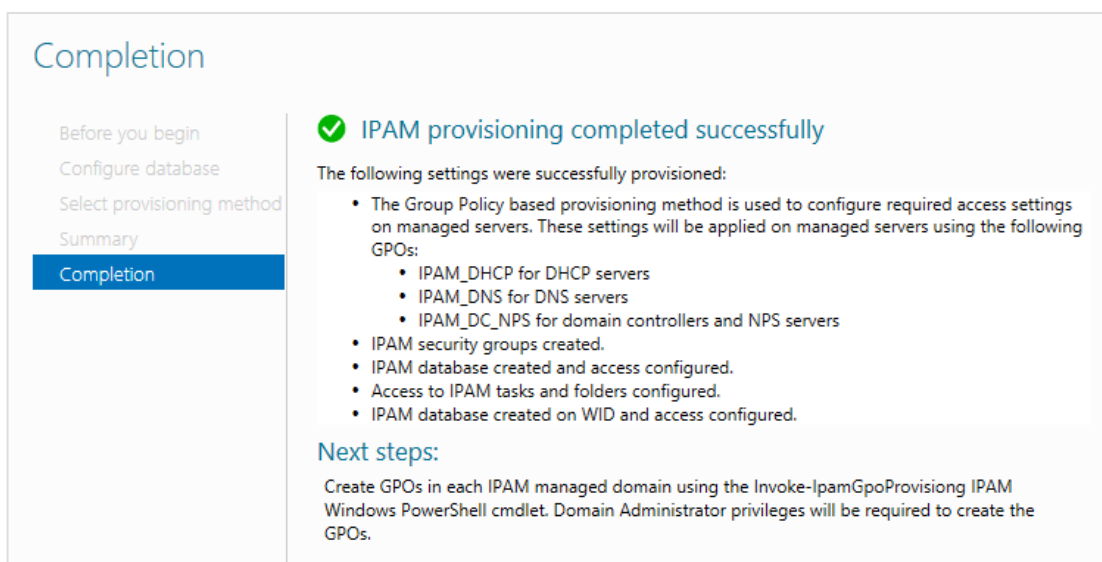 Completion
Before you begin
Configure database
Select provisioning method
Summary
Completion
IPAM provisioning completed successfully
The following settings were successfully provisioned:
• The Group Policy based provisioning method is used to configure required access settings
on managed servers. These settings will be applied on managed servers using the following
GPOs:
• IPAM_DHCP for DHCP servers
• IPAM_DNS for DNS servers
• IPAM_DC_NPS for domain controllers and NPS servers
• IPAM security groups created.
• IPAM database created and access configured.
• Access to IPAM tasks and folders configured.
• IPAM database created on WID and access configured.
Next steps:
Create GPOs in each IPAM managed domain using the Invoke-IpamGpoProvisiong IPAM
Windows PowerShell cmdlet. Domain Administrator privileges will be required to create the
GPOs.